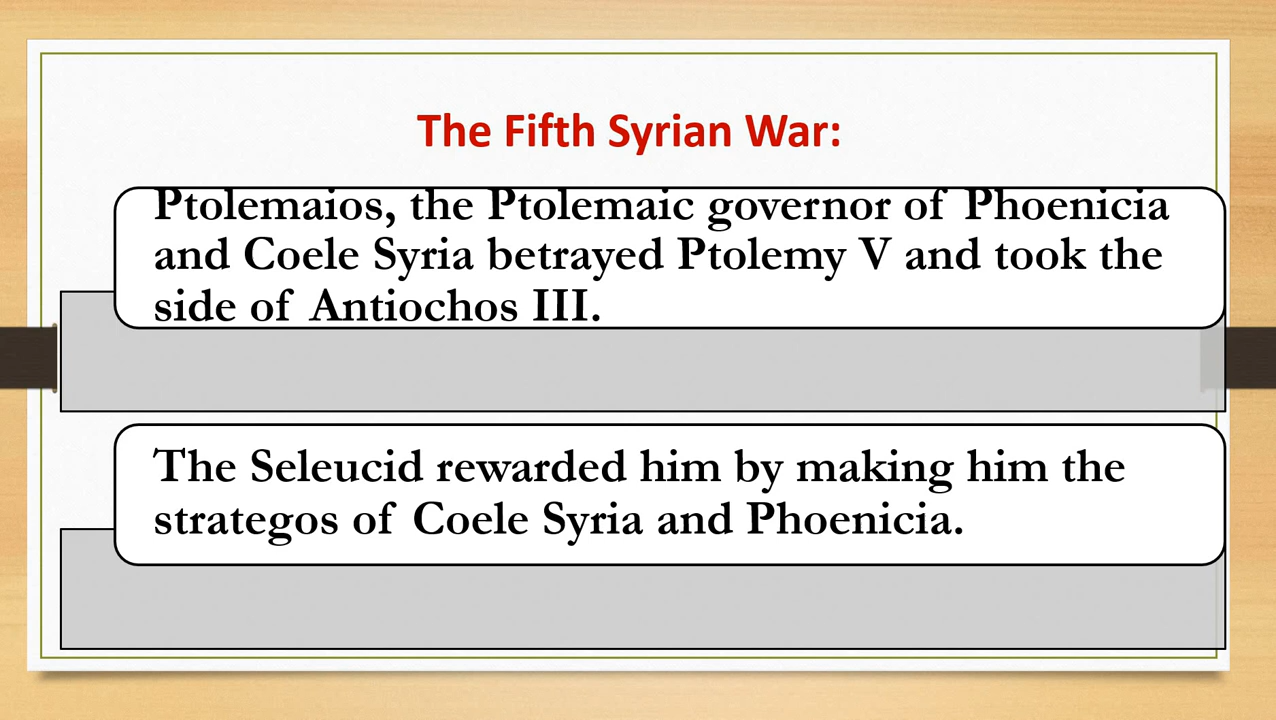 The Fifth Syrian War:
Ptolemaios, the Ptolemaic governor of Phoenicia
and Coele Syria betrayed Ptolemy V and took the
side of Antiochos III.
The Seleucid rewarded him by making him the
strategos of Coele Syria and Phoenicia.